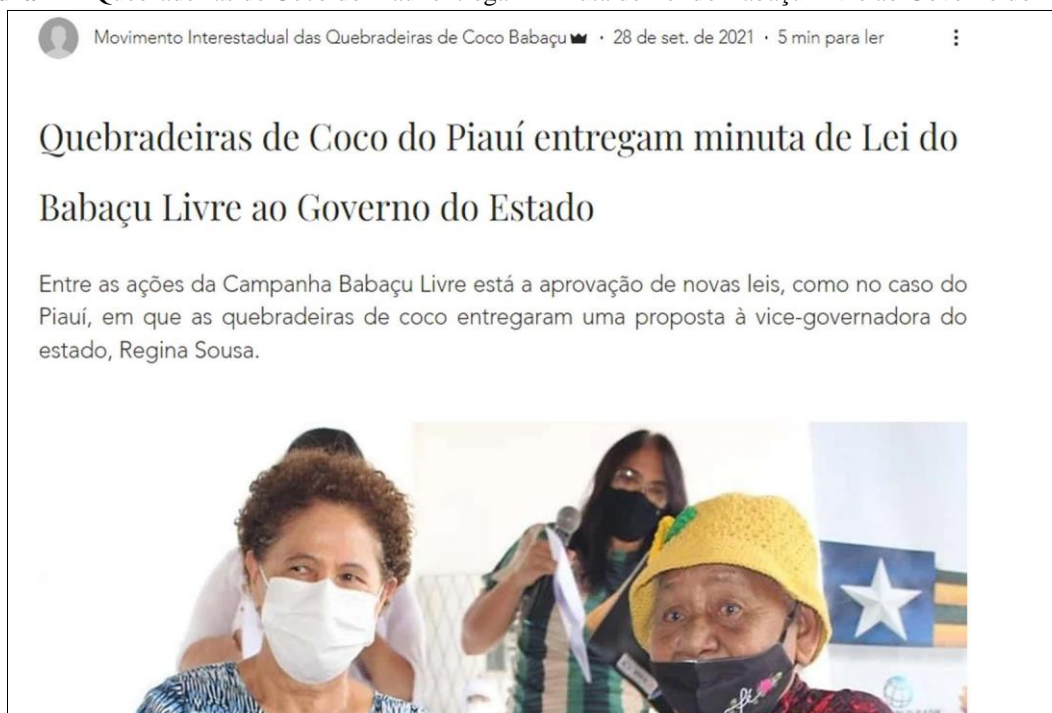 Movimento Interestadual das Quebradeiras de Coco Babaçu · 28 de set. de 2021 · 5 min para ler
Quebradeiras de Coco do Piauí entregam minuta de Lei do
Babaçu Livre ao Governo do Estado
Entre as ações da Campanha Babaçu Livre está a aprovação de novas leis, como no caso do
Piauí, em que as quebradeiras de coco entregaram uma proposta à vice-governadora do
estado, Regina Sousa.